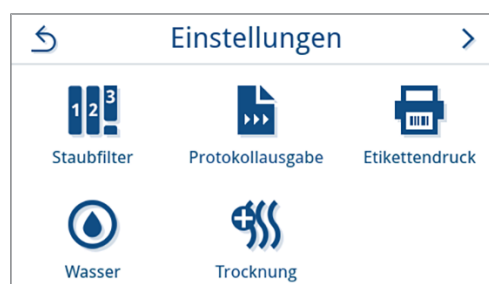 Einstellungen
1 2 3
Staubfilter Protokollausgabe Etikettendruck
Wasser Trocknung